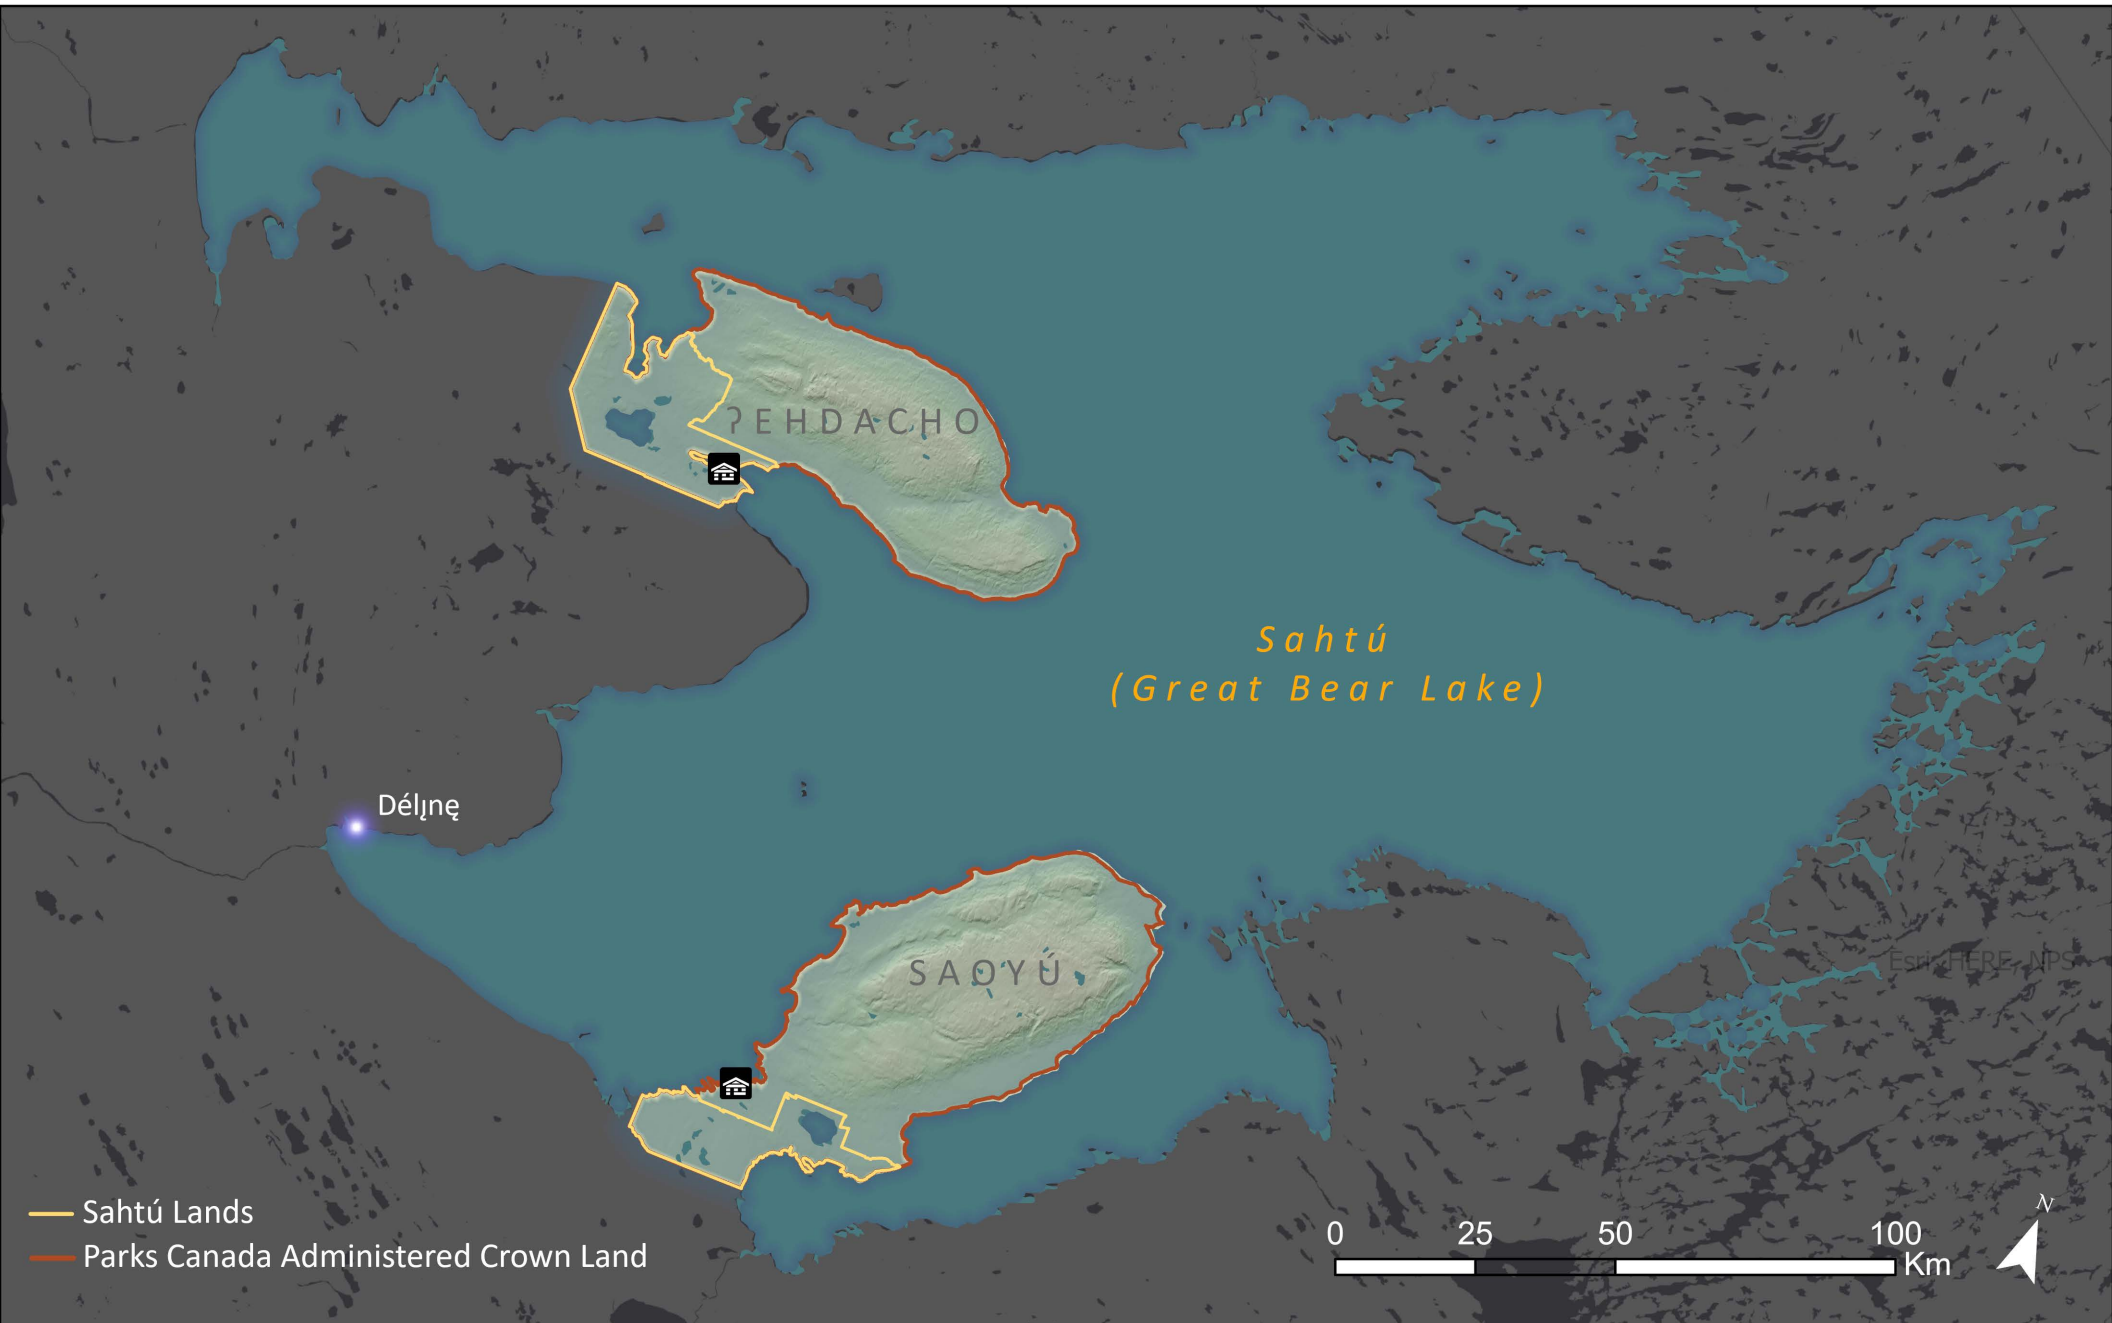 ɁEHDACHO
Sahtú
(Great Bear Lake)
Délı̨nę
SAOYÚ
Esri, HERE, NPS
Sahtú Lands
Parks Canada Administered Crown Land
0 25 50 100
Km
N